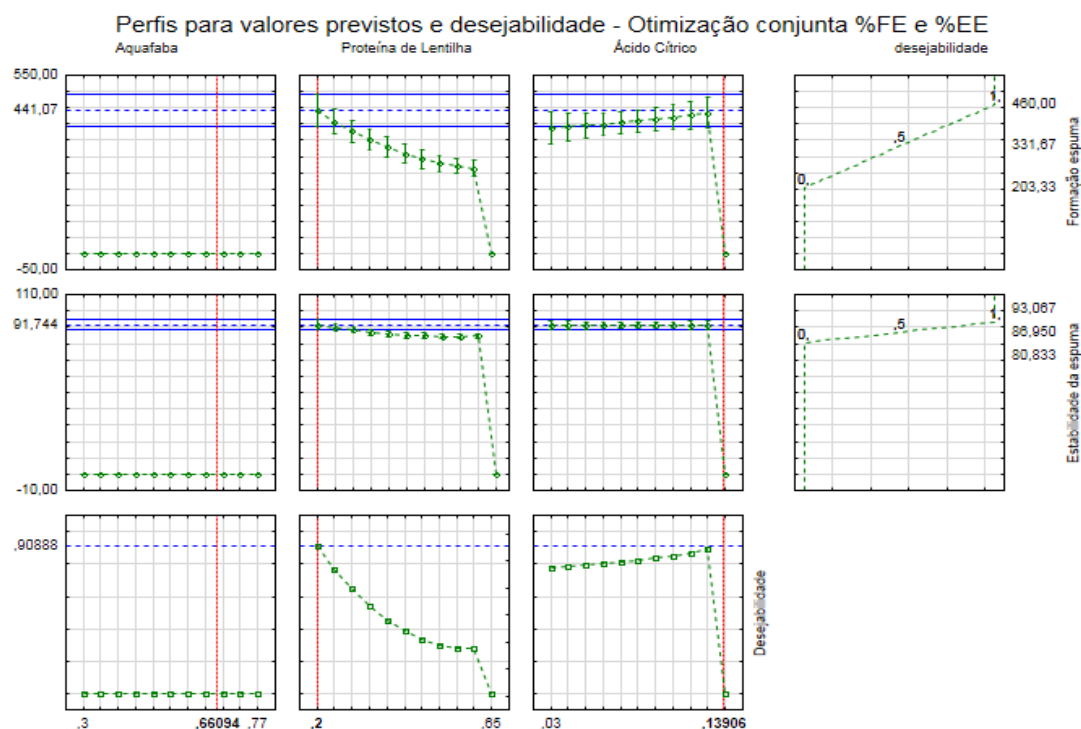 Perfis para valores previstos e desejabilidade - Otimização conjunta %FE e %EE
Aquafaba Proteína de Lentilha Ácido Cítrico desejabilidade
550,00
441,07
-50,00
0, ,5 1,
460,00
331,67
203,33
Formação espuma
110,00
91,744
-10,00
0, ,5 1,
93,067
86,950
80,833
Estabilidade da espuma
,90888
Desejabilidade
,3 ,66094 ,77 ,2 ,65 ,03 ,13906